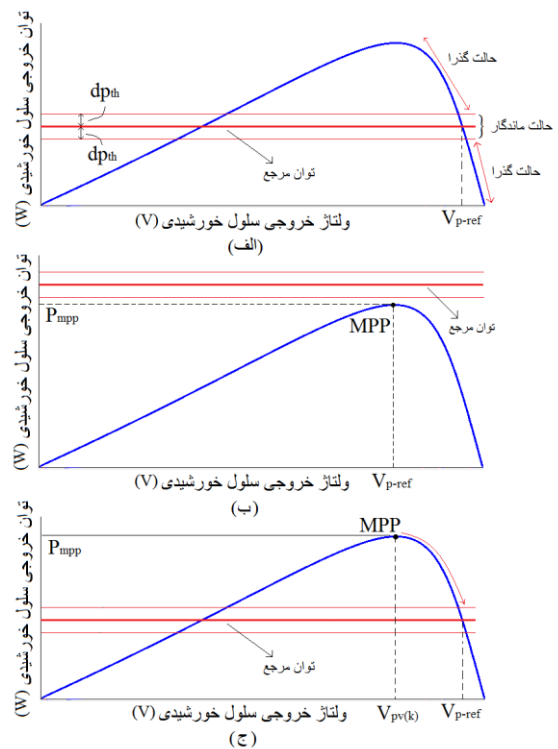 توان خروجی سلول خورشیدی (W)
dpth
dpth
حالت گذرا
حالت ماندگار
حالت گذرا
توان مرجع
Vp-ref
ولتاژ خروجی سلول خورشیدی (V)
(الف)
توان خروجی سلول خورشیدی (W)
Pmpp
MPP
توان مرجع
Vp-ref
ولتاژ خروجی سلول خورشیدی (V)
(ب)
توان خروجی سلول خورشیدی (W)
MPP
Pmpp
توان مرجع
Vpv(k)
Vp-ref
ولتاژ خروجی سلول خورشیدی (V)
(ج)